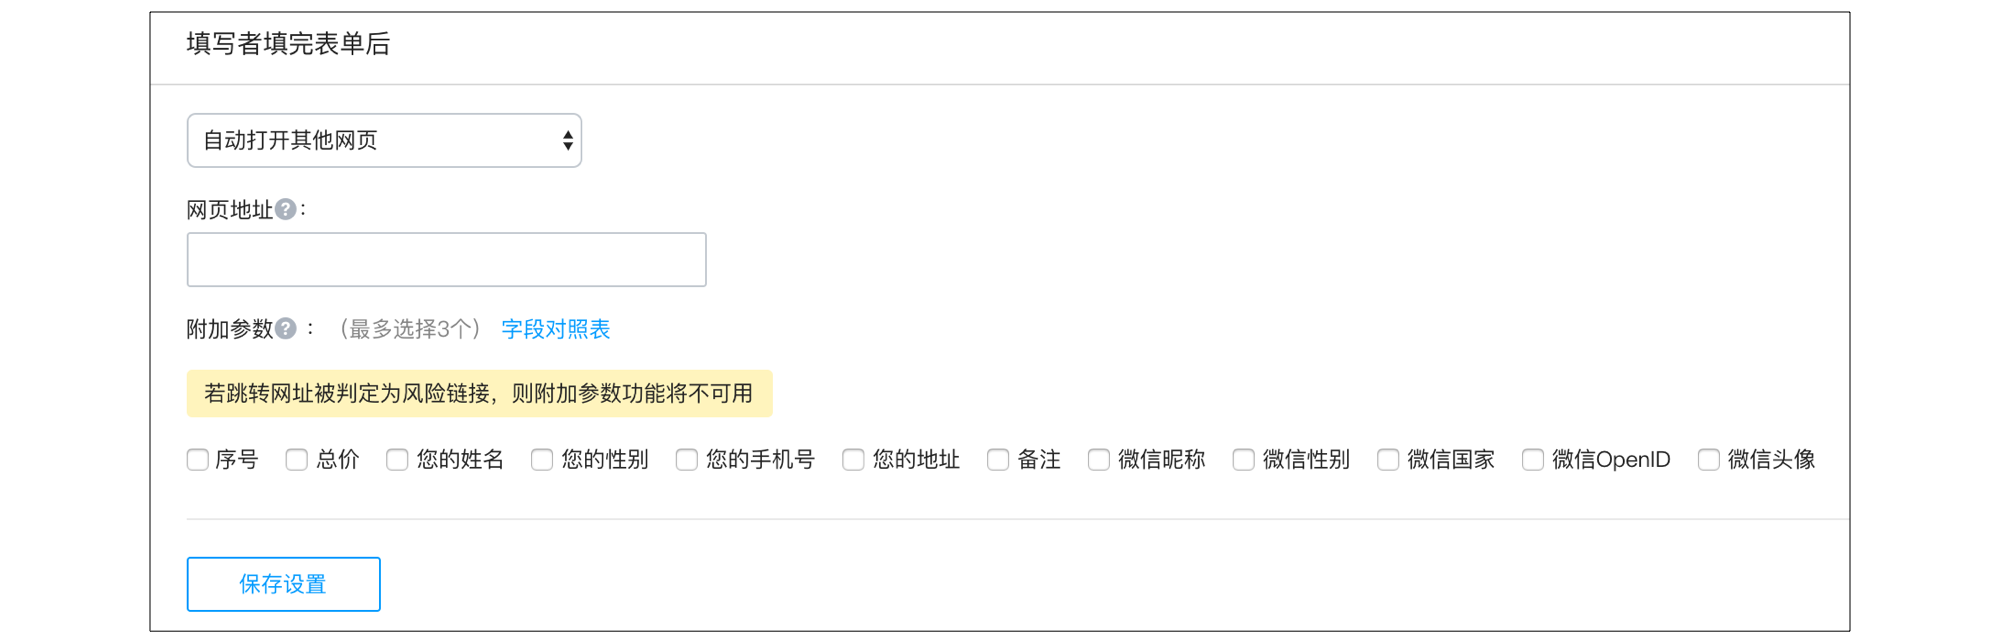 填写者填完表单后
自动打开其他网页
网页地址?：
附加参数?：（最多选择3个） 字段对照表
若跳转网址被判定为风险链接，则附加参数功能将不可用
序号 总价 您的姓名 您的性别 您的手机号 您的地址 备注 微信昵称 微信性别 微信国家 微信OpenID 微信头像
保存设置